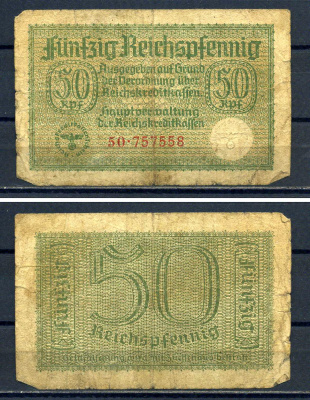 Fünfzig Reichspfennig
50
Rpf
Ausgegeben auf Grund
der Verordnung über
Reichskreditkassen.
Hauptverwaltung
der Reichskreditkassen
50
Rpf
50·757558
Fünfzig
50
Reichspfennig
Fünfzig